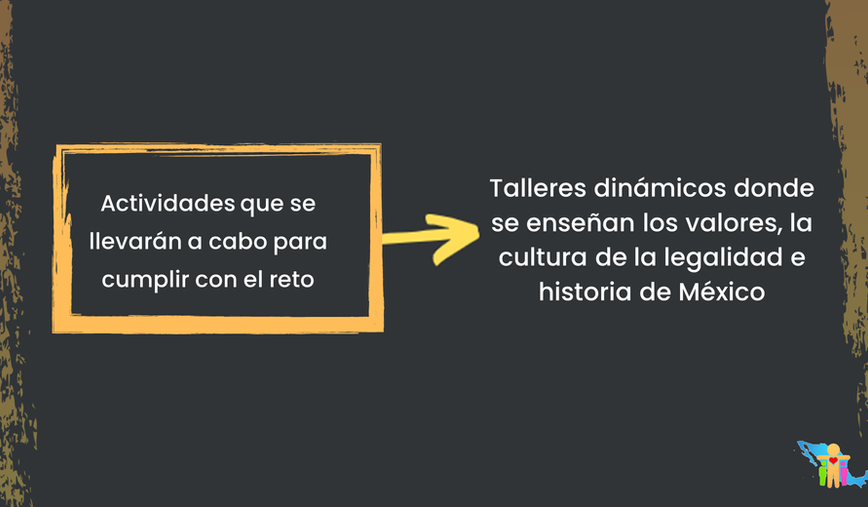 Actividades que se
llevarán a cabo para
cumplir con el reto
Talleres dinámicos donde
se enseñan los valores, la
cultura de la legalidad e
historia de México